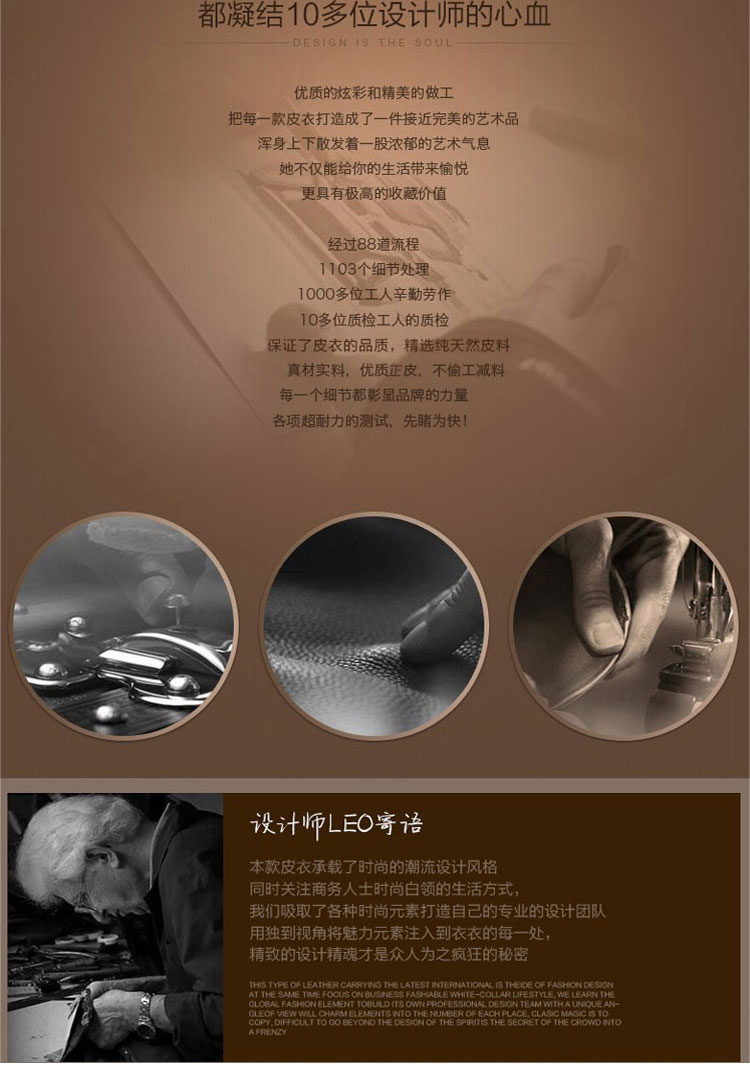 都凝结10多位设计师的心血
DESIGN IS THE SOUL
优质的炫彩和精美的做工
把每一款皮衣打造成了一件接近完美的艺术品
浑身上下散发着一股浓郁的艺术气息
她不仅能给你的生活带来愉悦
更具有极高的收藏价值
经过88道流程
1103个细节处理
1000多位工人辛勤劳作
10多位质检工人的质检
保证了皮衣的品质，精选纯天然皮料
真材实料，优质正皮，不偷工减料
每一个细节都彰显品牌的力量
各项超耐力的测试，先睹为快！
设计师LEO寄语
本款皮衣承载了时尚的潮流设计风格
同时关注商务人士时尚白领的生活方式，
我们吸取了各种时尚元素打造自己的专业的设计团队
用独到视角将魅力元素注入到衣衣的每一处，
精致的设计精魂才是众人为之疯狂的秘密
THIS TYPE OF LEATHER CARRYING THE LATEST INTERNATIONAL IS THEIDE OF FASHION DESIGN
AT THE SAME TIME FOCUS ON BUSINESS FASHIABLE WHITE-COLLAR LIFESTYLE, WE LEARN THE
GLOBAL FASHION ELEMENT TOBUILD ITS OWN PROFESSIONAL DESIGN TEAM WITH A UNIQUE AN-
GLEOF VIEW WILL CHARM ELEMENTS INTO THE NUMBER OF EACH PLACE, CLASIC MAGIC IS TO
COPY, DIFFICULT TO GO BEYOND THE DESIGN OF THE SPIRITIS THE SECRET OF THE CROWD INTO
A FRENZY